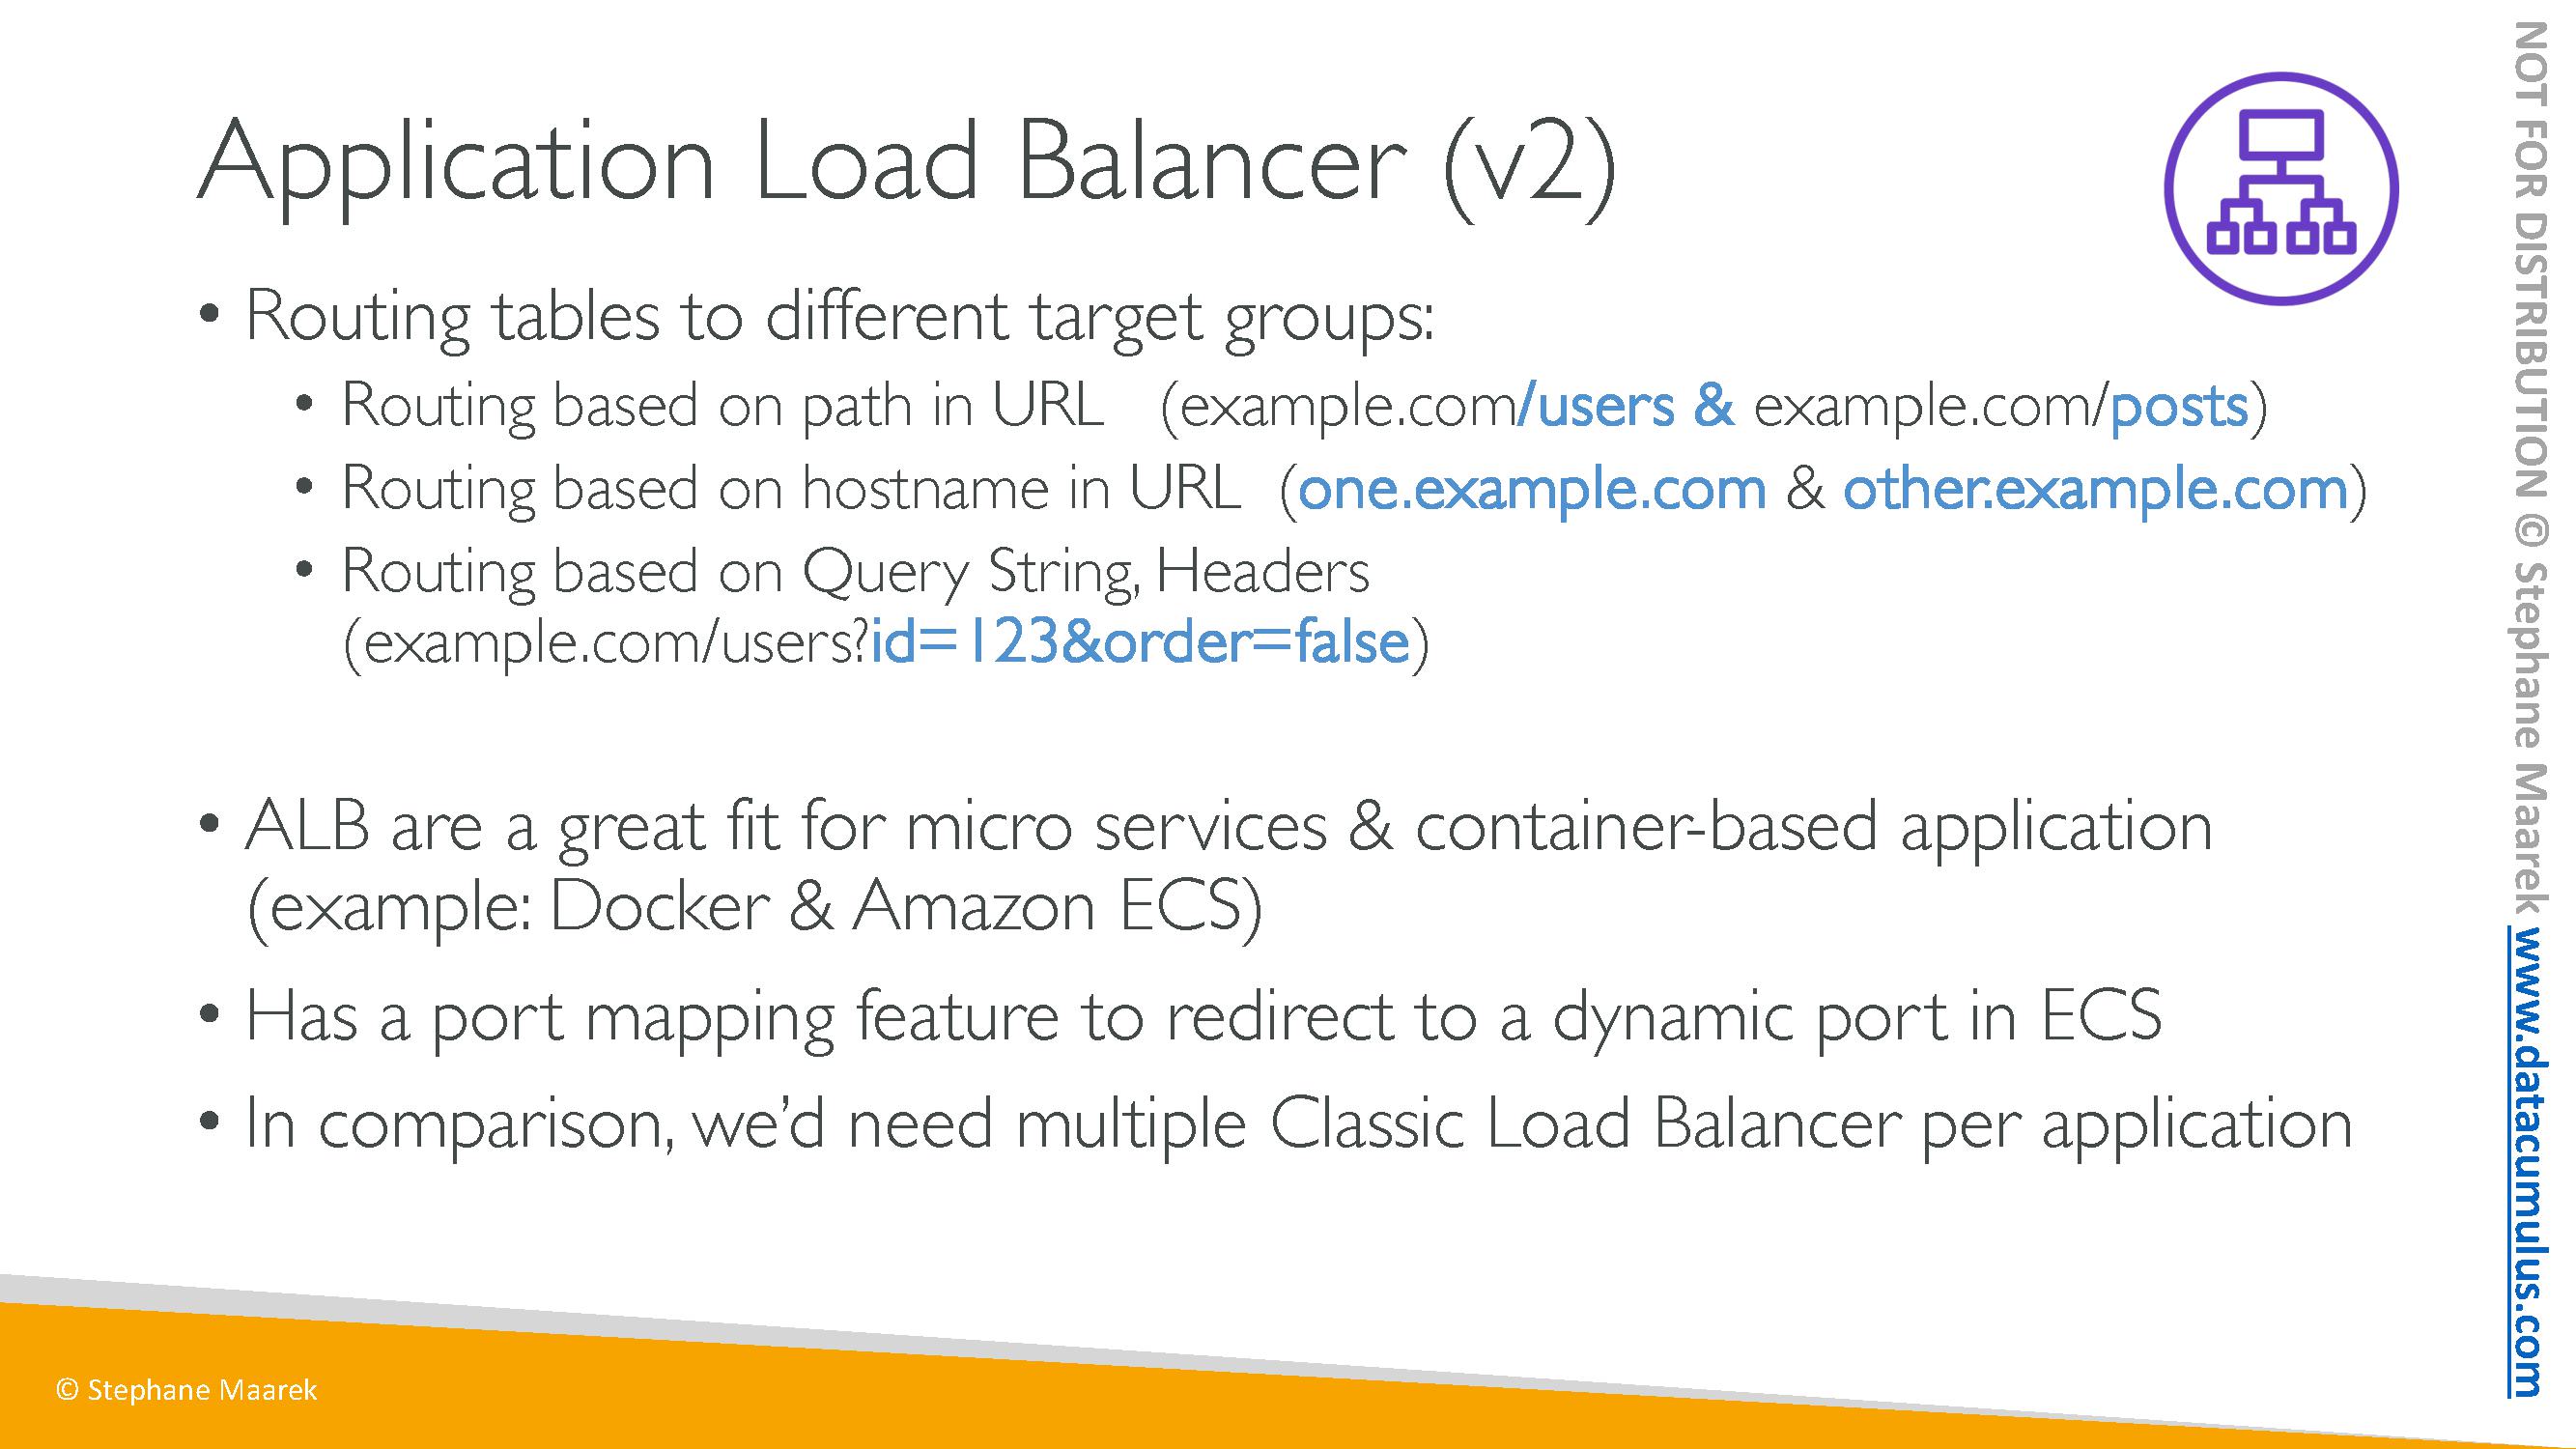 Application Load Balancer (v2)
• Routing tables to different target groups:
• Routing based on path in URL (example.com/users & example.com/posts)
• Routing based on hostname in URL (one.example.com & other.example.com)
• Routing based on Query String, Headers
(example.com/users?id=123&order=false)
• ALB are a great fit for micro services & container-based application
(example: Docker & Amazon ECS)
• Has a port mapping feature to redirect to a dynamic port in ECS
• In comparison, we’d need multiple Classic Load Balancer per application
© Stephane Maarek
NOT FOR DISTRIBUTION © Stephane Maarek www.datacumulus.com